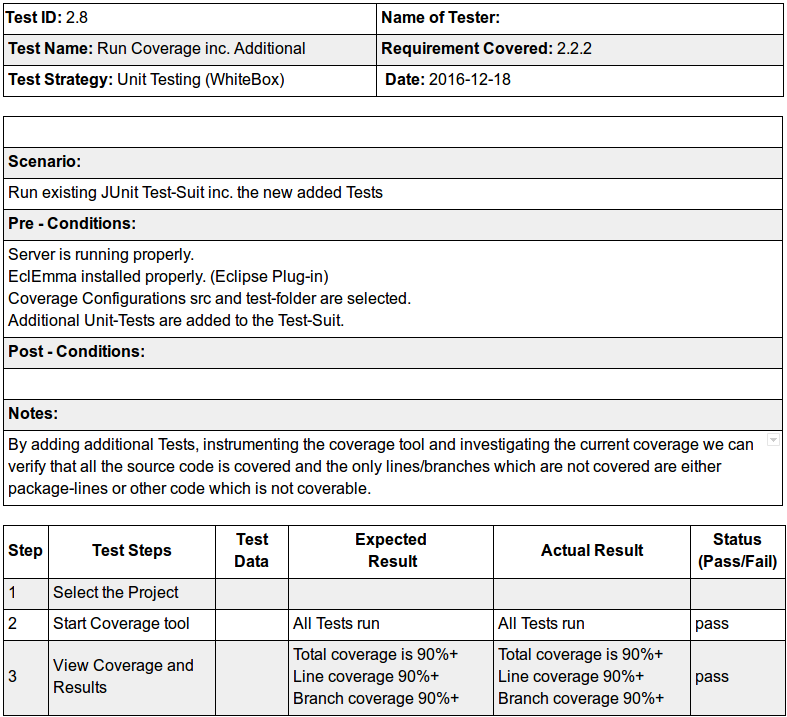 Test ID: 2.8
Name of Tester:
Test Name: Run Coverage inc. Additional
Requirement Covered: 2.2.2
Test Strategy: Unit Testing (WhiteBox)
Date: 2016-12-18
Scenario:
Run existing JUnit Test-Suit inc. the new added Tests
Pre - Conditions:
Server is running properly.
EclEmma installed properly. (Eclipse Plug-in)
Coverage Configurations src and test-folder are selected.
Additional Unit-Tests are added to the Test-Suit.
Post - Conditions:
Notes:
By adding additional Tests, instrumenting the coverage tool and investigating the current coverage we can
verify that all the source code is covered and the only lines/branches which are not covered are either
package-lines or other code which is not coverable.
Step
Test Steps
Test
Data
Expected
Result
Actual Result
Status
(Pass/Fail)
1
Select the Project
2
Start Coverage tool
All Tests run
All Tests run
pass
3
View Coverage and
Results
Total coverage is 90%+
Line coverage 90%+
Branch coverage 90%+
Total coverage is 90%+
Line coverage 90%+
Branch coverage 90%+
pass